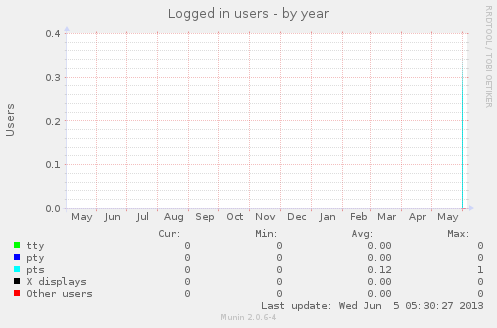 Logged in users - by year
RRDTOOL / TOBI OETIKER
Users
0.4
0.3
0.2
0.1
0.0
May Jun Jul Aug Sep Oct Nov Dec Jan Feb Mar Apr May
Cur: Min: Avg: Max:
tty 0 0 0.00 0
pty 0 0 0.00 0
pts 0 0 0.12 1
X displays 0 0 0.00 0
Other users 0 0 0.00 0
Last update: Wed Jun 5 05:30:27 2013
Munin 2.0.6-4